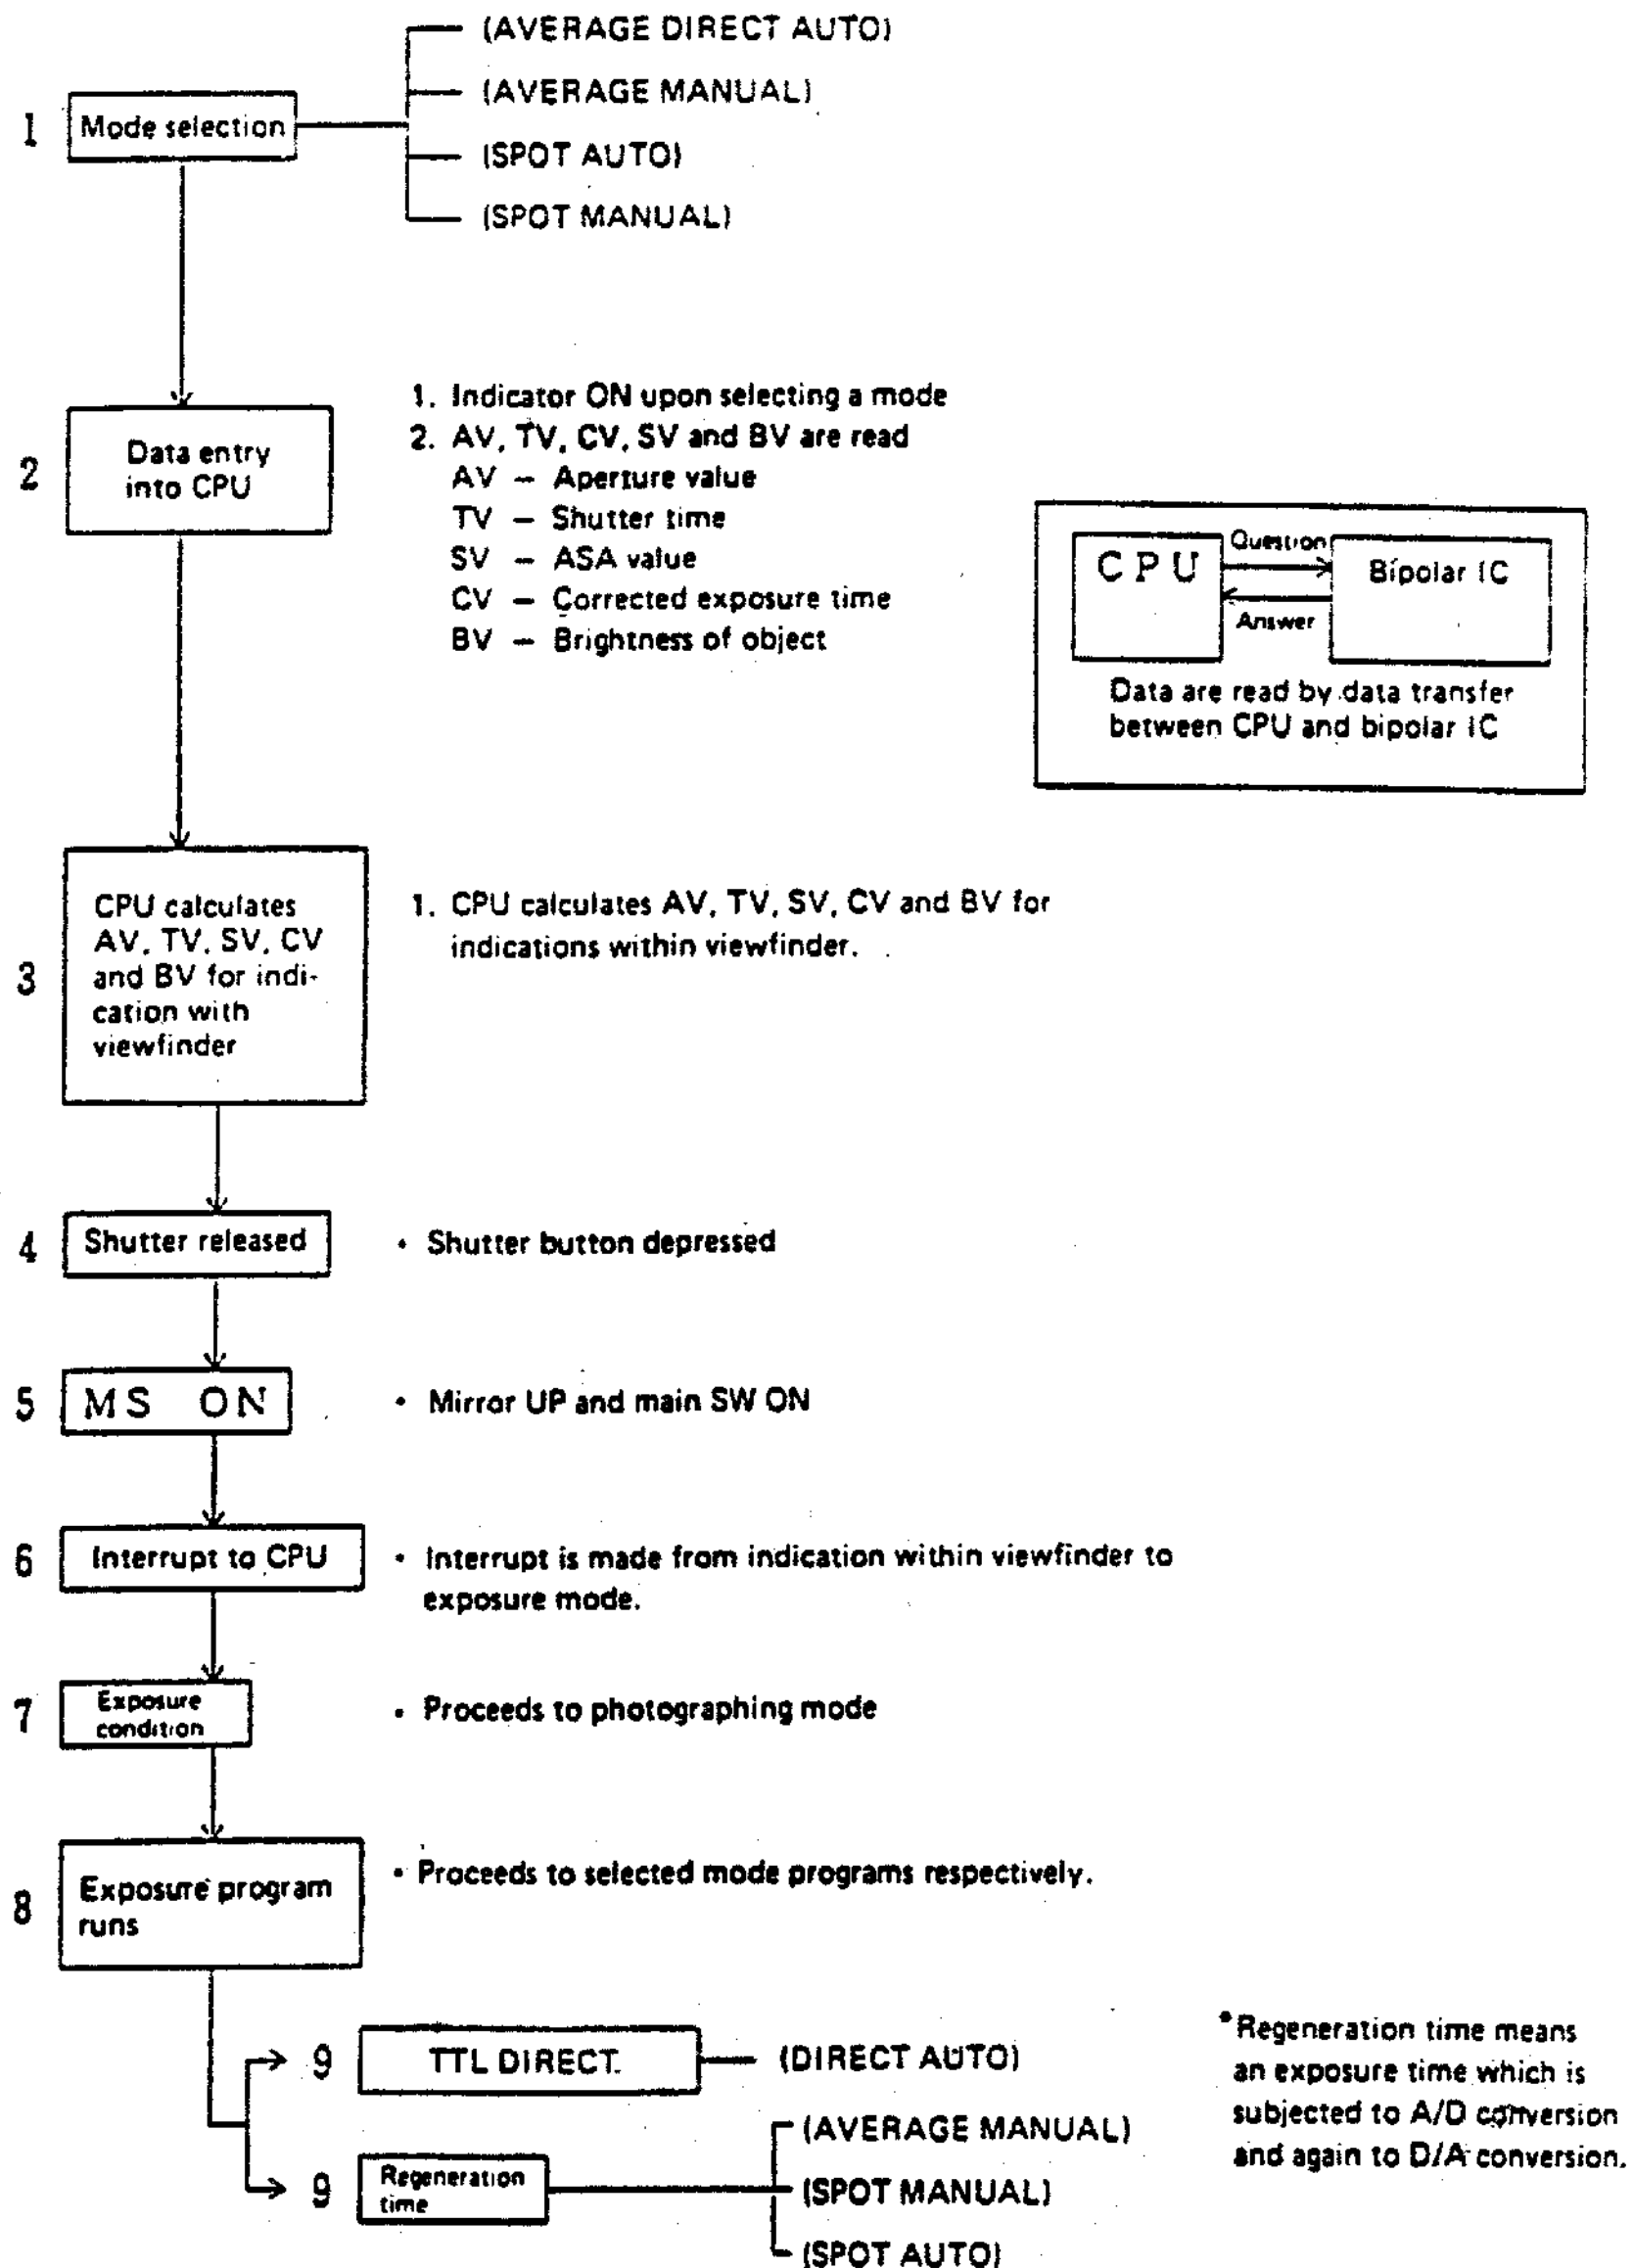 (AVERAGE DIRECT AUTO)
(AVERAGE MANUAL)
1 Mode selection
(SPOT AUTO)
(SPOT MANUAL)
2 Data entry
into CPU
1. Indicator ON upon selecting a mode
2. AV, TV, CV, SV and BV are read
AV – Aperture value
TV – Shutter time
SV – ASA value
CV – Corrected exposure time
BV – Brightness of object
CPU
Question
Bipolar IC
Answer
Data are read by data transfer
between CPU and bipolar IC
3 CPU calculates
AV, TV, SV, CV
and BV for indi-
cation with
viewfinder
1. CPU calculates AV, TV, SV, CV and BV for
indications within viewfinder.
4 Shutter released
• Shutter button depressed
5 MS ON
• Mirror UP and main SW ON
6 Interrupt to CPU
• Interrupt is made from indication within viewfinder to
exposure mode.
7 Exposure
condition
• Proceeds to photographing mode
8 Exposure program
runs
• Proceeds to selected mode programs respectively.
9 TTL DIRECT.
(DIRECT AUTO)
9 Regeneration
time
(AVERAGE MANUAL)
(SPOT MANUAL)
(SPOT AUTO)
*Regeneration time means
an exposure time which is
subjected to A/D conversion
and again to D/A conversion.